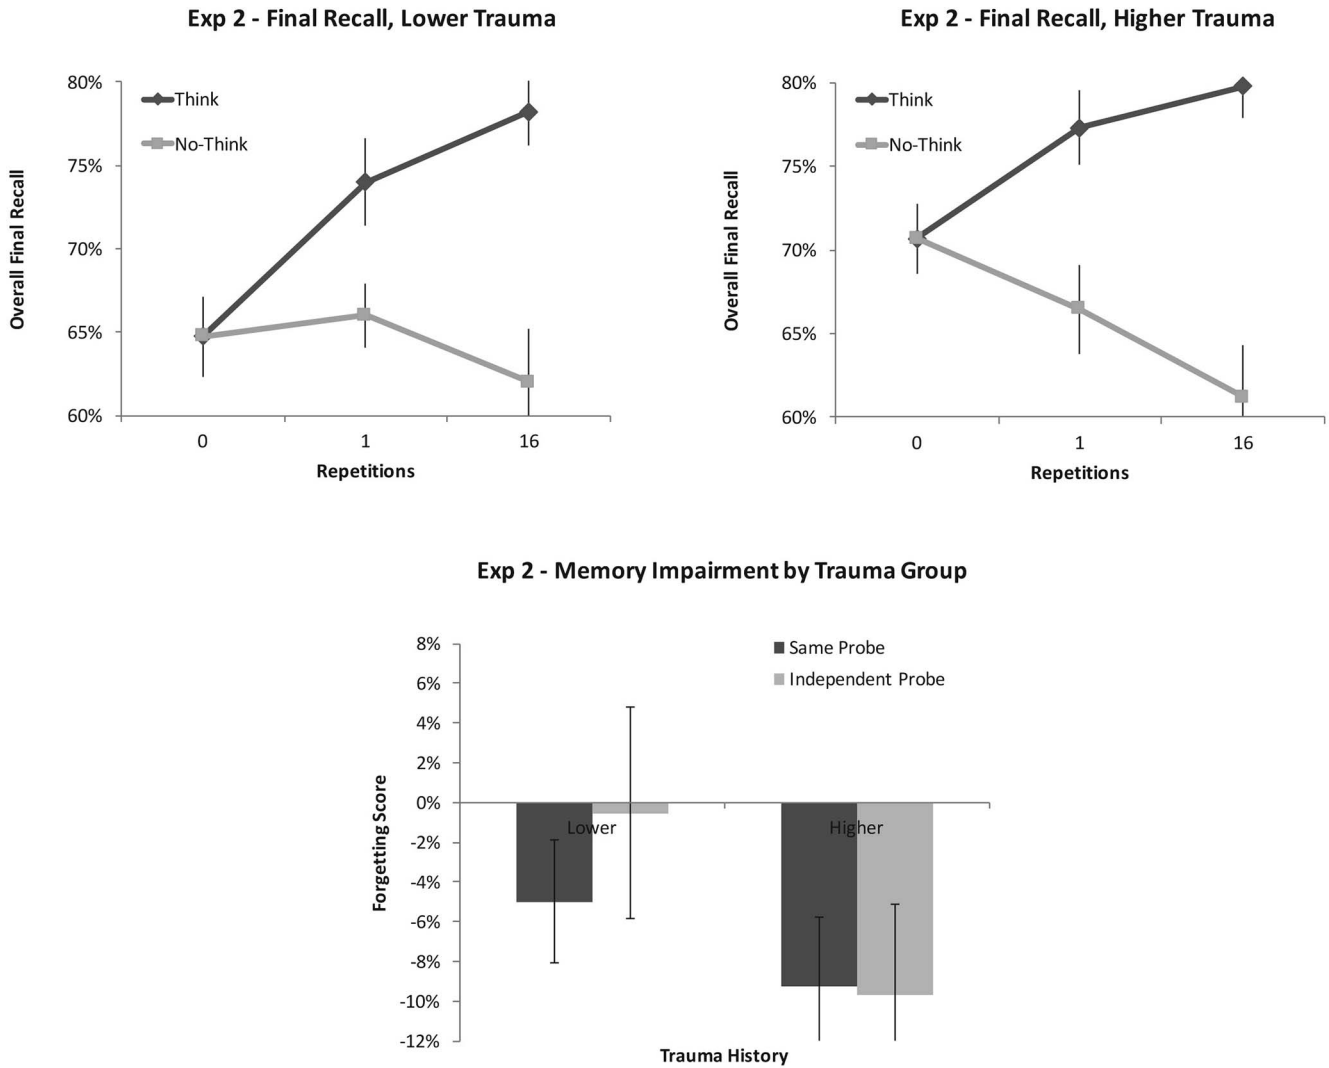 Exp 2 - Final Recall, Lower Trauma
80%
75%
70%
65%
60%
Overall Final Recall
Think
No-Think
0
1
16
Repetitions
Exp 2 - Final Recall, Higher Trauma
80%
75%
70%
65%
60%
Overall Final Recall
Think
No-Think
0
1
16
Repetitions
Exp 2 - Memory Impairment by Trauma Group
8%
6%
4%
2%
0%
-2%
-4%
-6%
-8%
-10%
-12%
Forgetting Score
Same Probe
Independent Probe
Lower
Higher
Trauma History